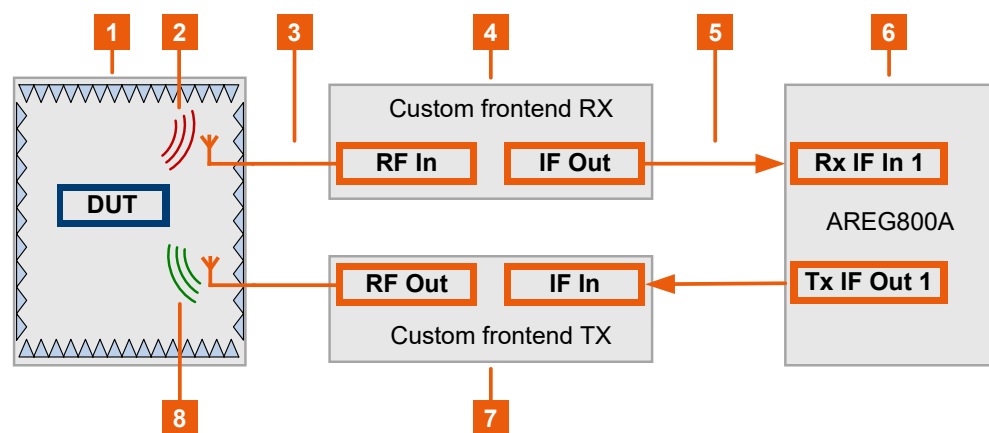 1
2
3
4
5
6
Custom frontend RX
RF In
IF Out
Rx IF In 1
DUT
AREG800A
RF Out
IF In
Tx IF Out 1
Custom frontend TX
8
7